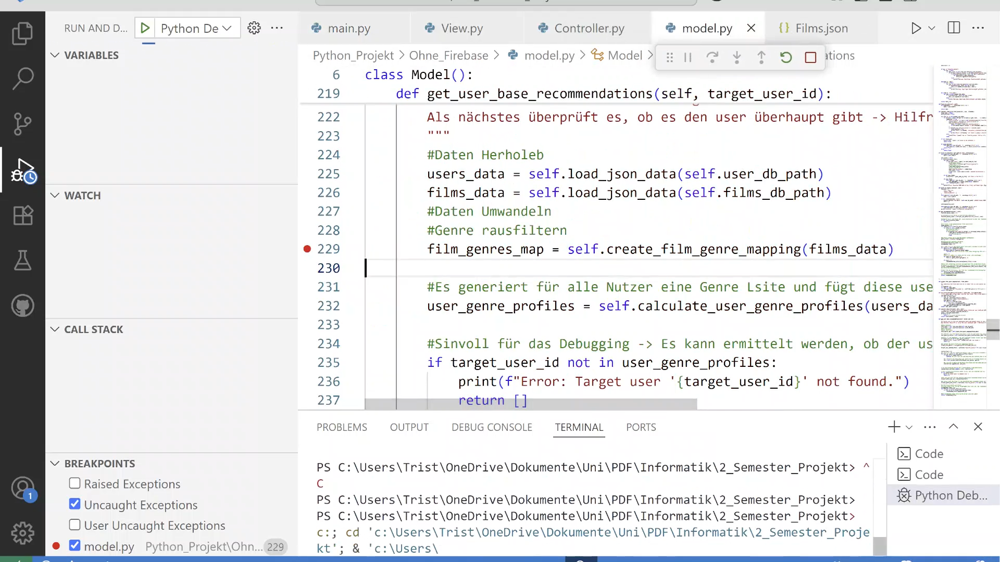 RUN AND D...
Python De
main.py
View.py
Controller.py
model.py
{} Films.json
VARIABLES
WATCH
CALL STACK
BREAKPOINTS
Raised Exceptions
Uncaught Exceptions
User Uncaught Exceptions
model.py Python_Projekt\Ohn... 229
1
Python_Projekt > Ohne_Firebase > model.py > Model > ations
6 class Model():
219 def get_user_base_recommendations(self, target_user_id):
222 Als nächstes überprüft es, ob es den user überhaupt gibt -> Hilfr
223 """
224 #Daten Herholeb
225 users_data = self.load_json_data(self.user_db_path)
226 films_data = self.load_json_data(self.films_db_path)
227 #Daten Umwandeln
228 #Genre rausfiltern
229 film_genres_map = self.create_film_genre_mapping(films_data)
230
231 #Es generiert für alle Nutzer eine Genre Lsite und fügt diese use
232 user_genre_profiles = self.calculate_user_genre_profiles(users_da
233
234 #Sinvoll für das Debugging -> Es kann ermittelt werden, ob der us
235 if target_user_id not in user_genre_profiles:
236 print(f"Error: Target user '{target_user_id}' not found.")
237 return []
PROBLEMS OUTPUT DEBUG CONSOLE TERMINAL PORTS
PS C:\Users\Trist\OneDrive\Dokumente\Uni\PDF\Informatik\2_Semester_Projekt> ^
C
PS C:\Users\Trist\OneDrive\Dokumente\Uni\PDF\Informatik\2_Semester_Projekt>
PS C:\Users\Trist\OneDrive\Dokumente\Uni\PDF\Informatik\2_Semester_Projekt>
c:; cd 'c:\Users\Trist\OneDrive\Dokumente\Uni\PDF\Informatik\2_Semester_Proje
kt'; & 'c:\Users\
Code
Code
Python Deb...